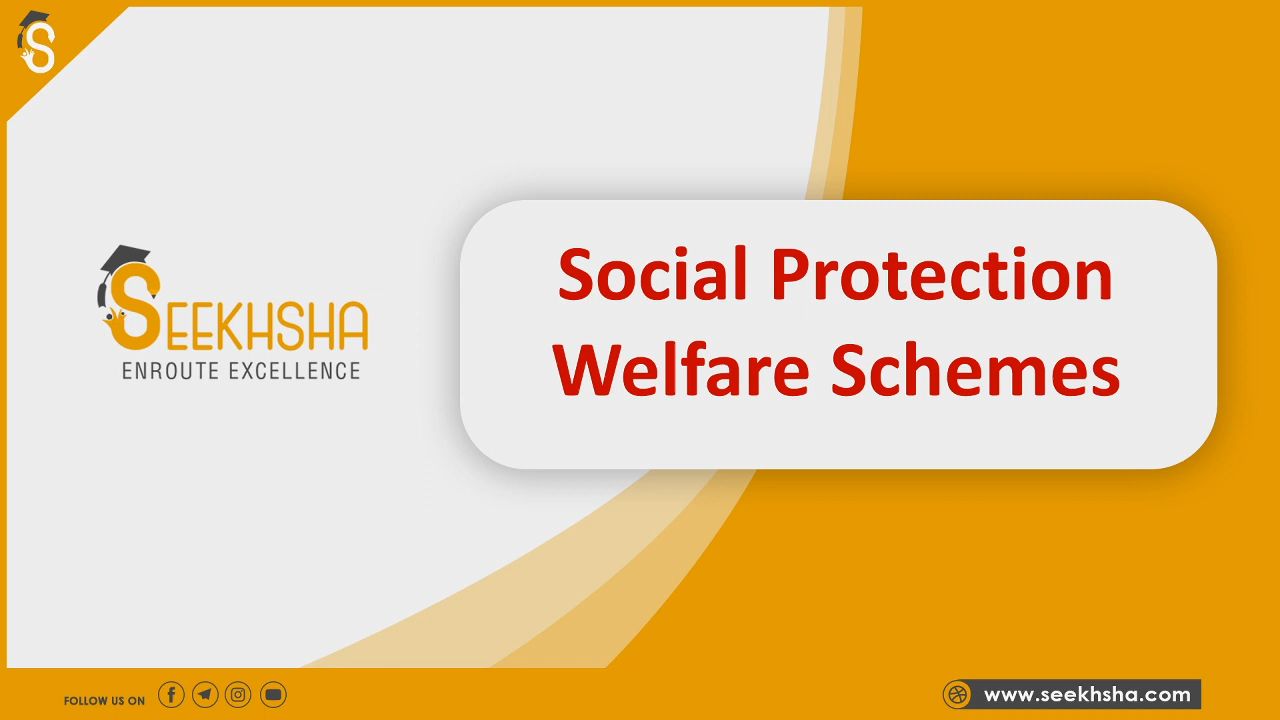 S
SEEKHSHA
ENROUTE EXCELLENCE
Social Protection
Welfare Schemes
FOLLOW US ON
www.seekhsha.com